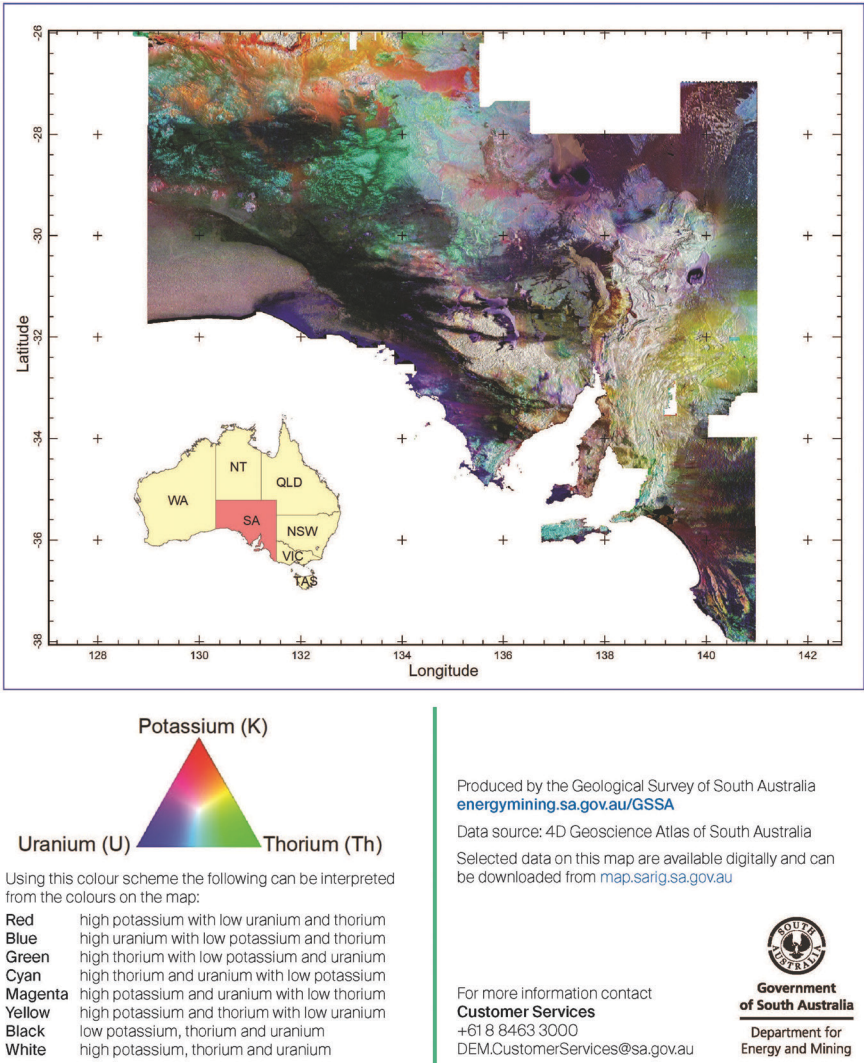 -26
-28
-30
-32
-34
-36
-38
Latitude
128
130
132
134
136
138
140
142
Longitude
WA
NT
QLD
SA
NSW
VIC
TAS
Potassium (K)
Uranium (U)
Thorium (Th)
Using this colour scheme the following can be interpreted
from the colours on the map:
Red high potassium with low uranium and thorium
Blue high uranium with low potassium and thorium
Green high thorium with low potassium and uranium
Cyan high thorium and uranium with low potassium
Magenta high potassium and uranium with low thorium
Yellow high potassium and thorium with low uranium
Black low potassium, thorium and uranium
White high potassium, thorium and uranium
Produced by the Geological Survey of South Australia
energymining.sa.gov.au/GSSA
Data source: 4D Geoscience Atlas of South Australia
Selected data on this map are available digitally and can
be downloaded from map.sarig.sa.gov.au
For more information contact
Customer Services
+61 8 8463 3000
DEM.CustomerServices@sa.gov.au
SOUTH
AUSTRALIA
Government
of South Australia
Department for
Energy and Mining